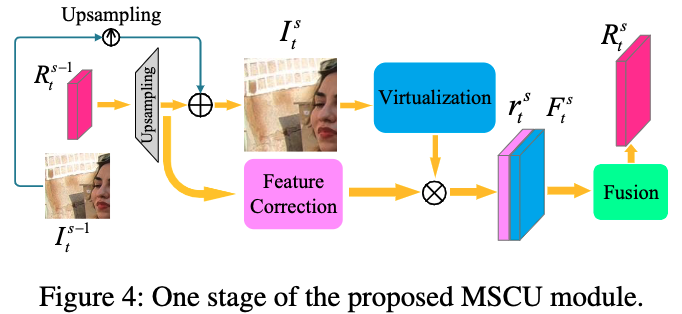 Upsampling
R_t^{s-1}
Upsampling
I_t^{s-1}
I_t^s
Virtualization
Feature
Correction
r_t^s F_t^s
R_t^s
Fusion
Figure 4: One stage of the proposed MSCU module.